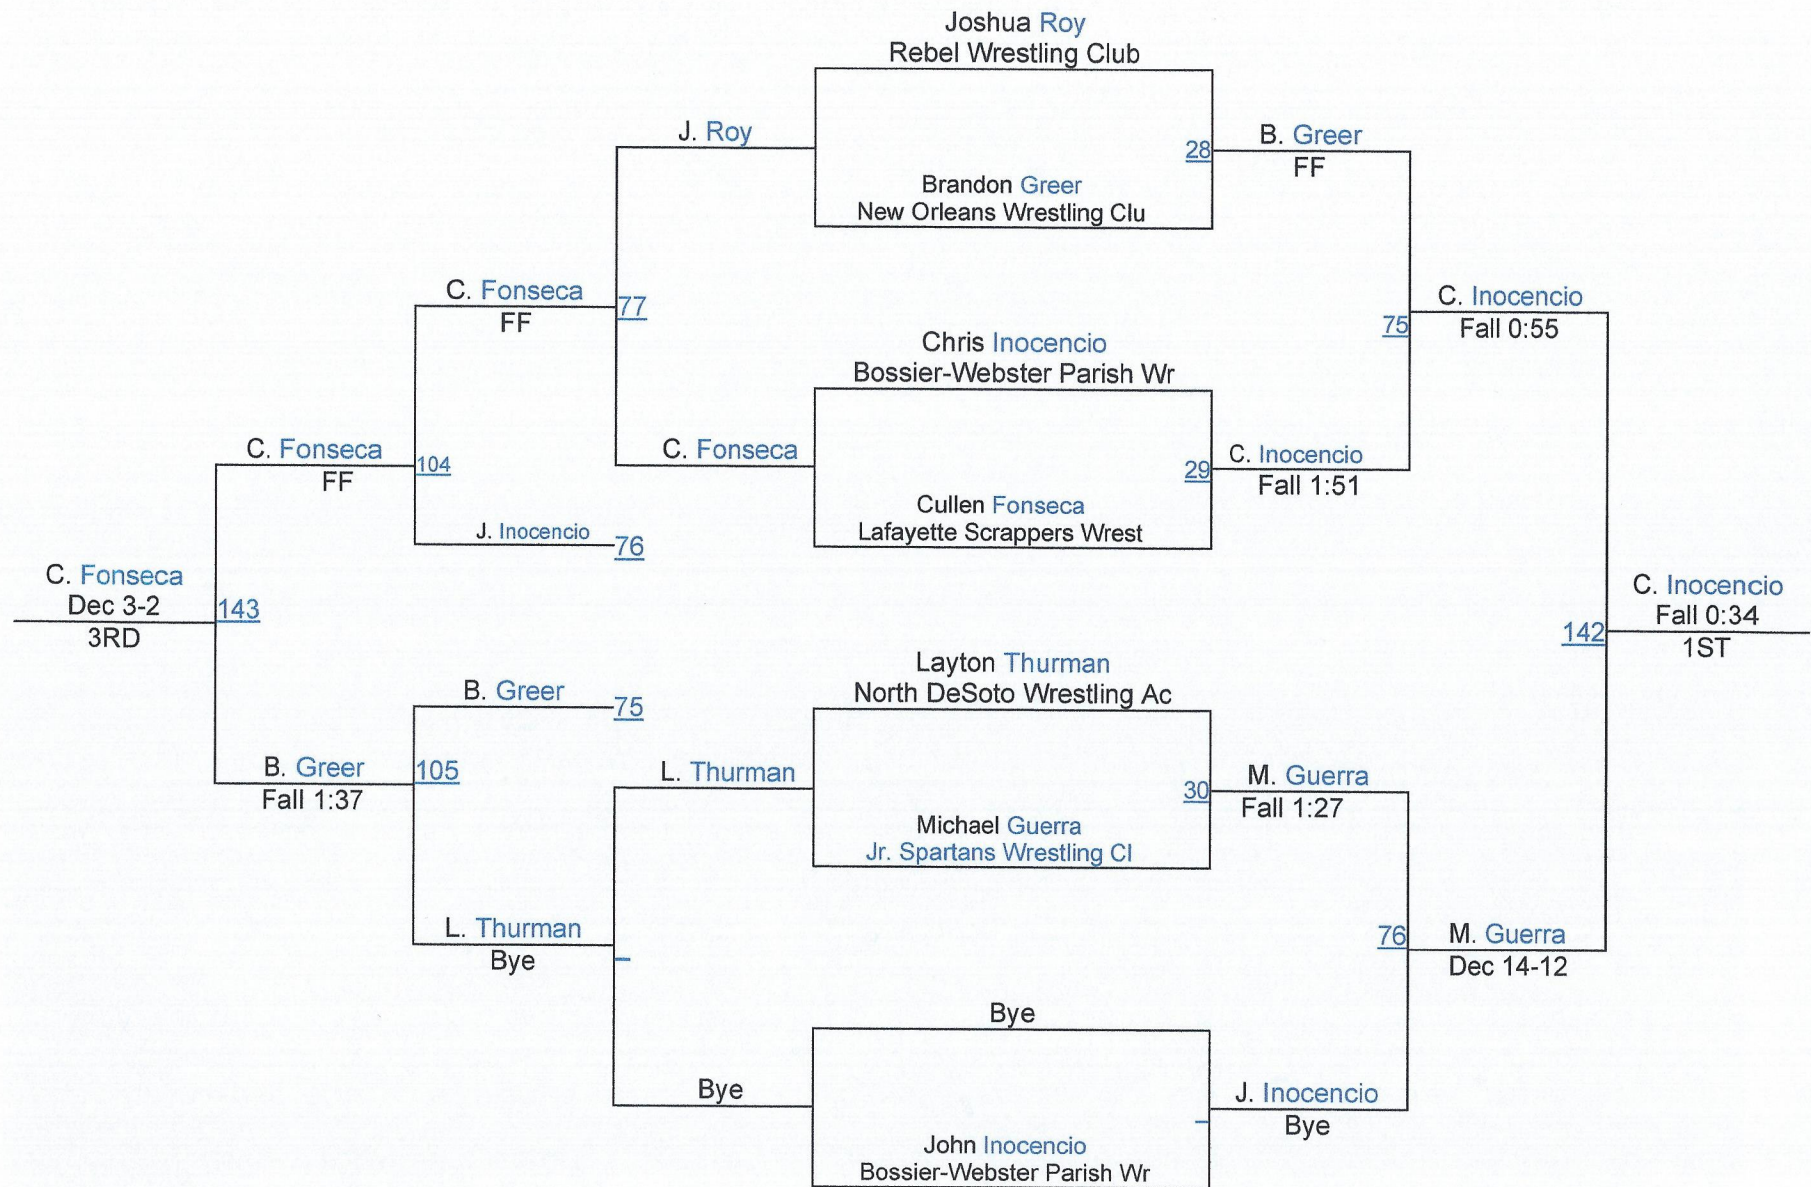 Joshua Roy
Rebel Wrestling Club
J. Roy
28
B. Greer
FF
Brandon Greer
New Orleans Wrestling Clu
C. Fonseca
FF
77
C. Inocencio
Fall 0:55
75
Chris Inocencio
Bossier-Webster Parish Wr
C. Fonseca
FF
104
C. Fonseca
29
C. Inocencio
Fall 1:51
Cullen Fonseca
Lafayette Scrappers Wrest
J. Inocencio
76
C. Fonseca
Dec 3-2
3RD
143
C. Inocencio
Fall 0:34
1ST
142
Layton Thurman
North DeSoto Wrestling Ac
B. Greer
75
B. Greer
Fall 1:37
105
L. Thurman
30
M. Guerra
Fall 1:27
Michael Guerra
Jr. Spartans Wrestling Cl
L. Thurman
Bye
76
M. Guerra
Dec 14-12
Bye
Bye
J. Inocencio
Bye
John Inocencio
Bossier-Webster Parish Wr